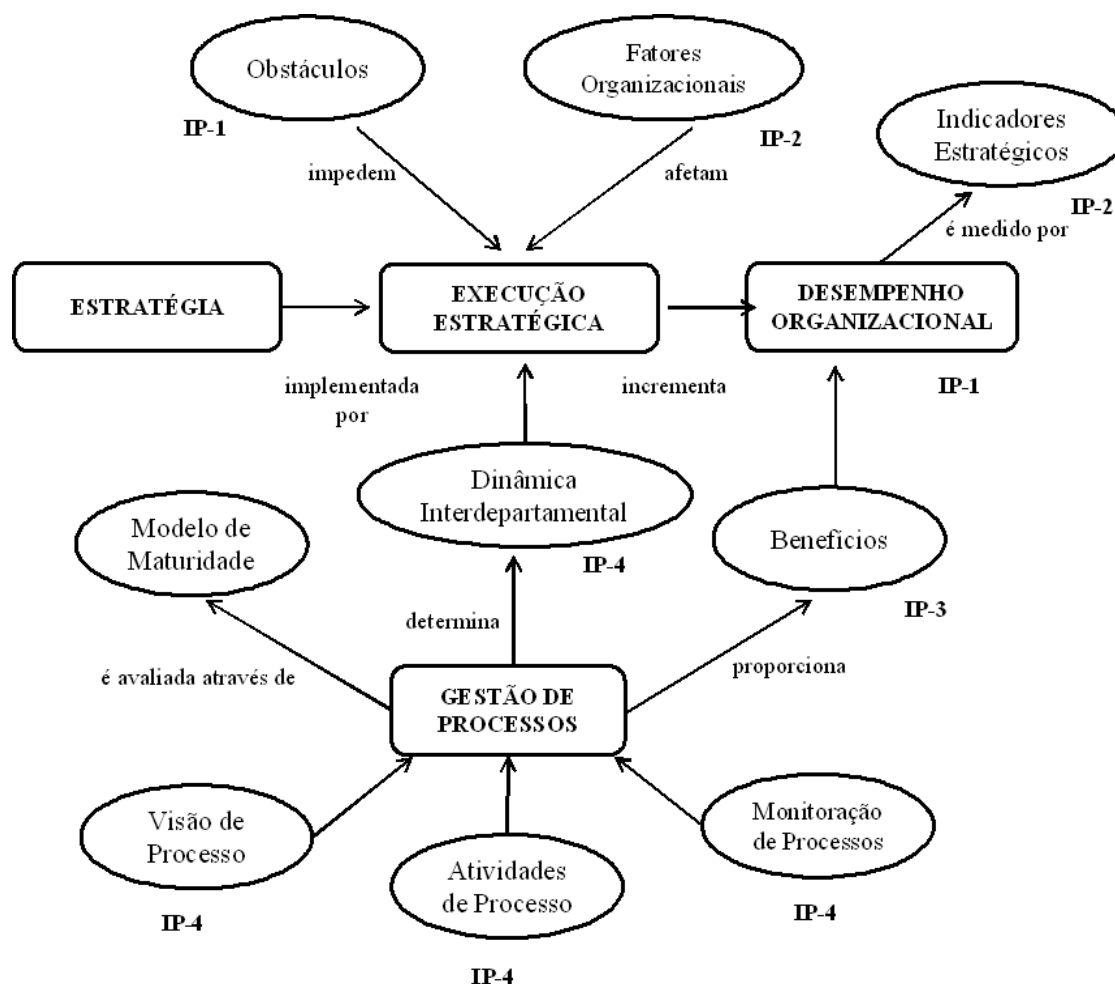 Obstáculos
IP-1
Fatores
Organizacionais
IP-2
Indicadores
Estratégicos
IP-2
impedem
afetam
é medido por
ESTRATÉGIA
EXECUÇÃO
ESTRATÉGICA
DESEMPENHO
ORGANIZACIONAL
IP-1
implementada
por
incrementa
Modelo de
Maturidade
Dinâmica
Interdepartamental
IP-4
Benefícios
IP-3
é avaliada através de
determina
proporciona
GESTÃO DE
PROCESSOS
Visão de
Processo
IP-4
Atividades
de Processo
IP-4
Monitoração
de Processos
IP-4